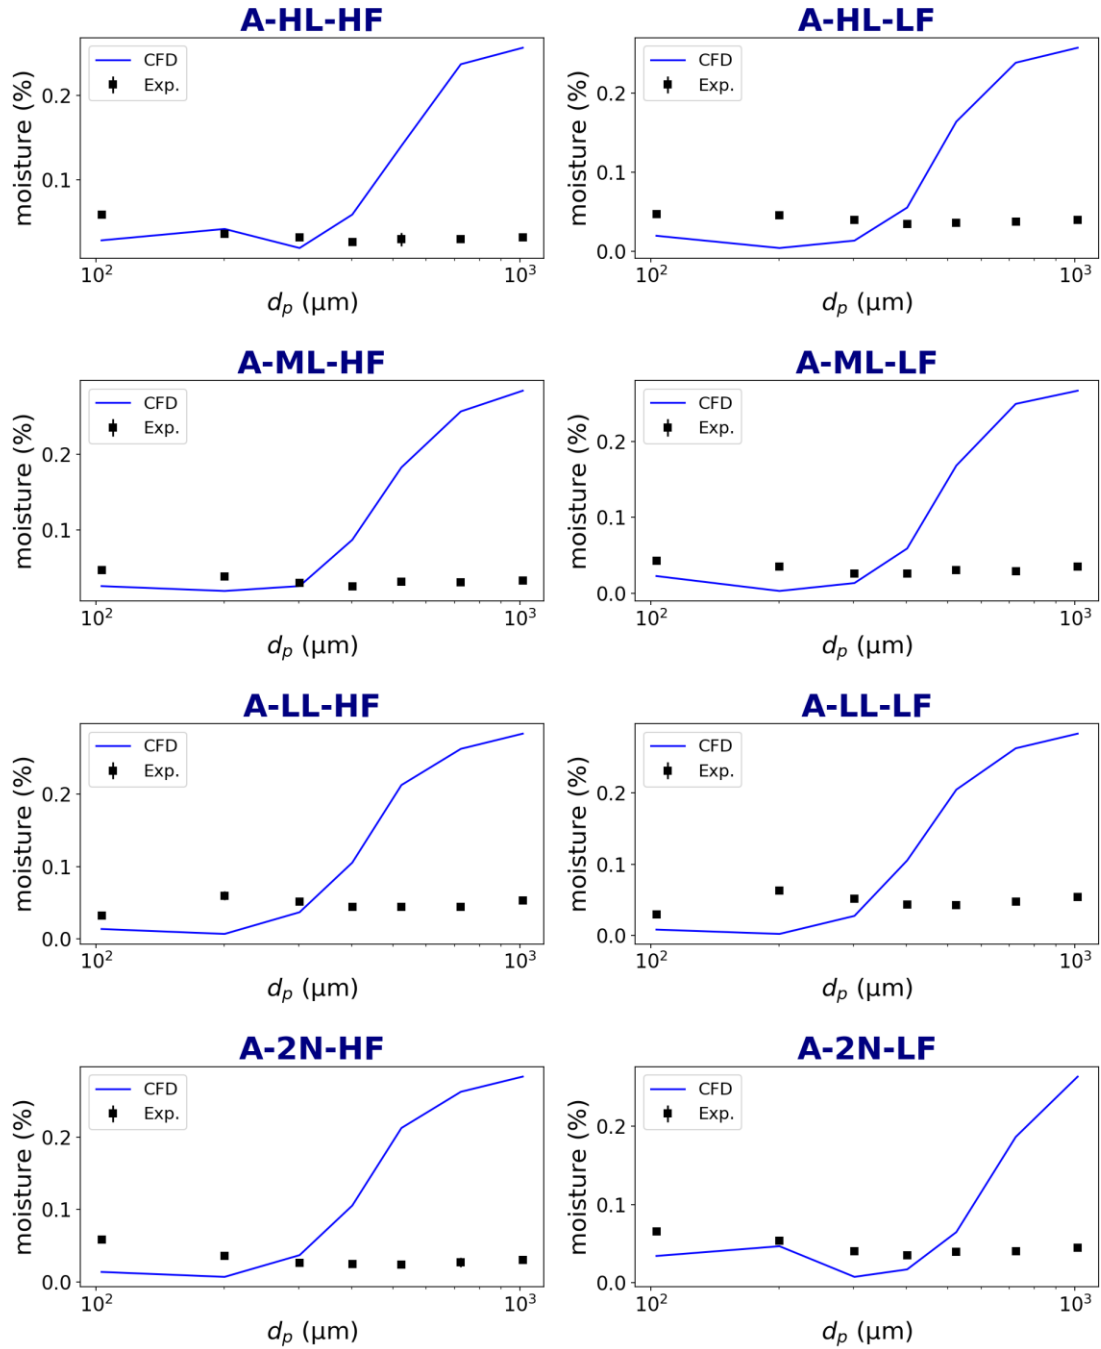 A-HL-HF
CFD
Exp.
moisture (%)
0.2
0.1
10²
10³
dₚ (μm)
A-HL-LF
CFD
Exp.
moisture (%)
0.2
0.1
0.0
10²
10³
dₚ (μm)
A-ML-HF
CFD
Exp.
moisture (%)
0.2
0.1
10²
10³
dₚ (μm)
A-ML-LF
CFD
Exp.
moisture (%)
0.2
0.1
0.0
10²
10³
dₚ (μm)
A-LL-HF
CFD
Exp.
moisture (%)
0.2
0.1
0.0
10²
10³
dₚ (μm)
A-LL-LF
CFD
Exp.
moisture (%)
0.2
0.1
0.0
10²
10³
dₚ (μm)
A-2N-HF
CFD
Exp.
moisture (%)
0.2
0.1
0.0
10²
10³
dₚ (μm)
A-2N-LF
CFD
Exp.
moisture (%)
0.2
0.1
0.0
10²
10³
dₚ (μm)